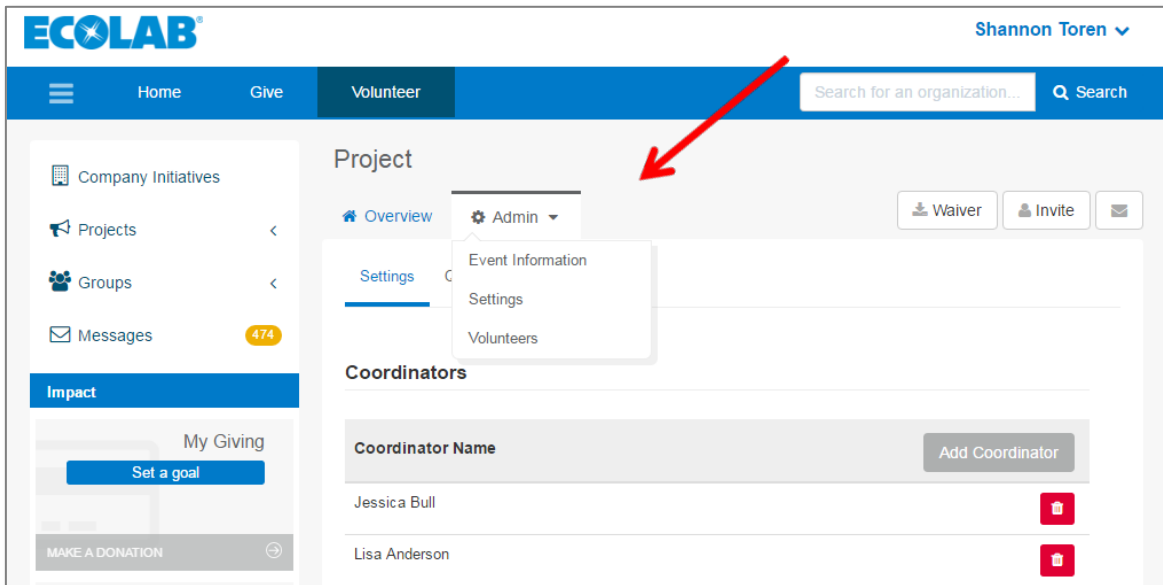 ECOLAB®
Shannon Toren
Home Give Volunteer
Search for an organization... Search
Company Initiatives
Projects
Groups
Messages 474
Impact
My Giving
Set a goal
MAKE A DONATION
Project
Overview Admin
Waiver Invite
Event Information
Settings
Volunteers
Settings
Coordinators
Coordinator Name Add Coordinator
Jessica Bull
Lisa Anderson